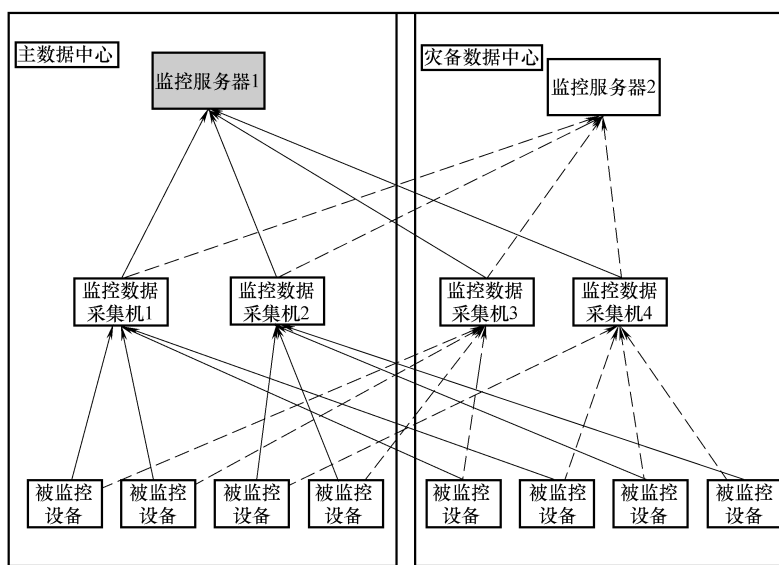 主数据中心
监控服务器1
灾备数据中心
监控服务器2
监控数据
采集机1
监控数据
采集机2
监控数据
采集机3
监控数据
采集机4
被监控
设备
被监控
设备
被监控
设备
被监控
设备
被监控
设备
被监控
设备
被监控
设备
被监控
设备